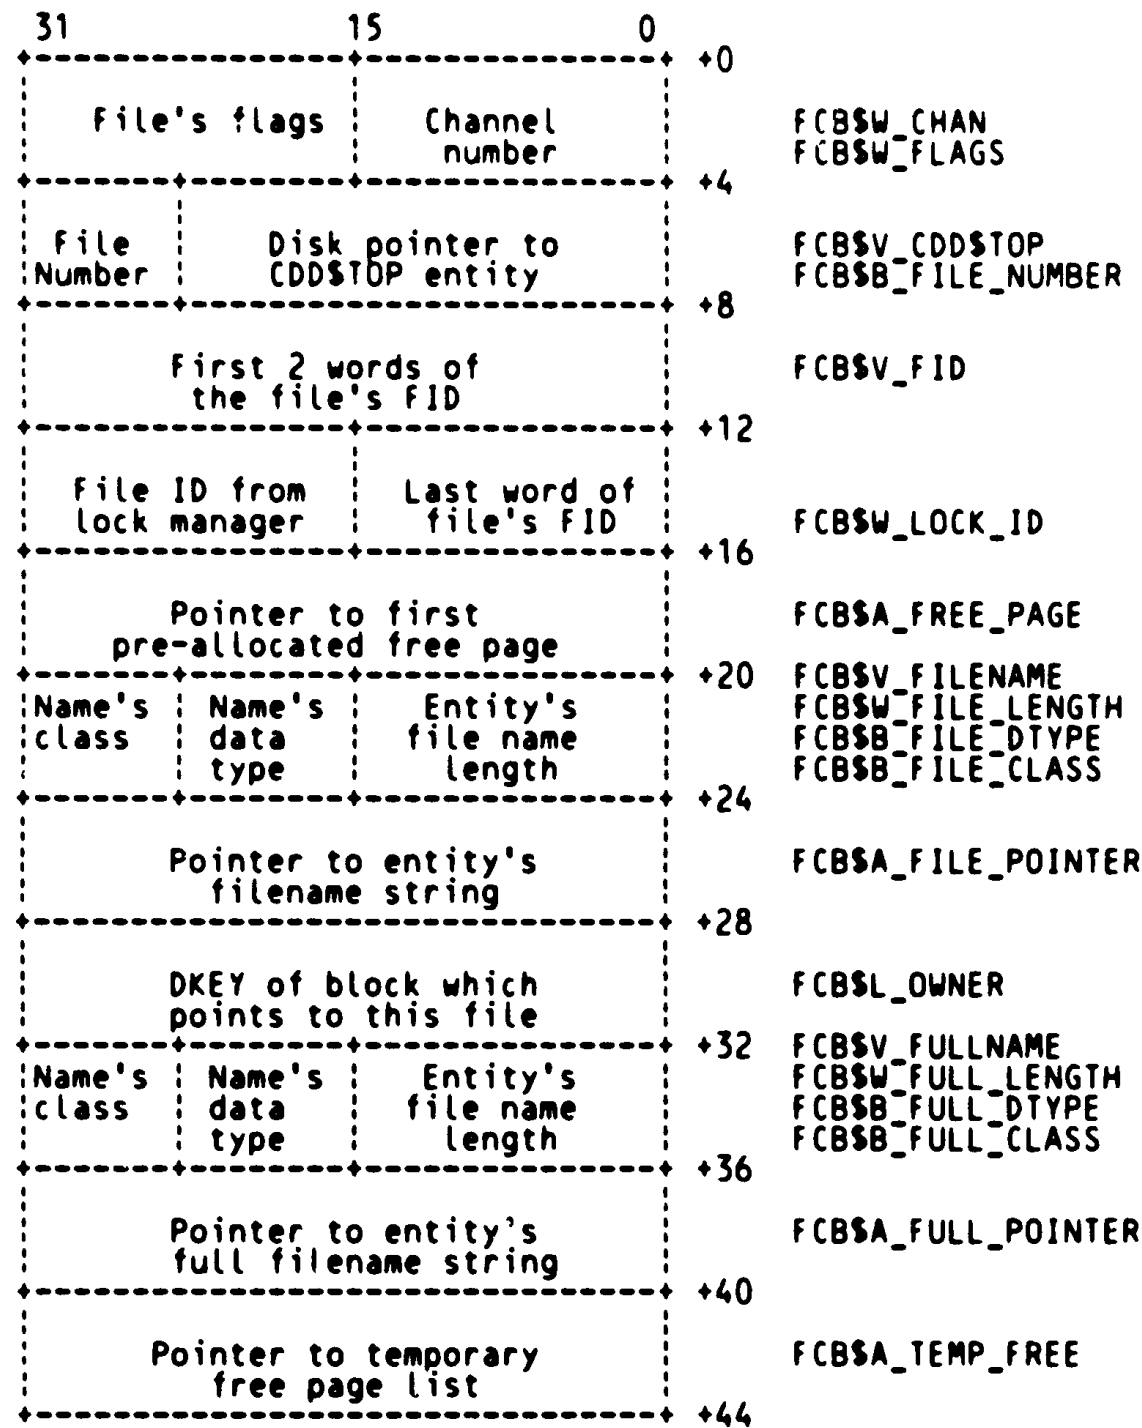 31 15 0
+0
File's flags Channel FCB$W_CHAN
number FCB$W_FLAGS
+4
File Disk pointer to FCB$V_CDD$TOP
Number CDD$TOP entity FCB$B_FILE_NUMBER
+8
First 2 words of FCB$V_FID
the file's FID
+12
File ID from Last word of
lock manager file's FID FCB$W_LOCK_ID
+16
Pointer to first FCB$A_FREE_PAGE
pre-allocated free page
+20 FCB$V_FILENAME
Name's Name's Entity's FCB$W_FILE_LENGTH
class data file name FCB$B_FILE_DTYPE
type length FCB$B_FILE_CLASS
+24
Pointer to entity's FCB$A_FILE_POINTER
filename string
+28
DKEY of block which FCB$L_OWNER
points to this file
+32 FCB$V_FULLNAME
Name's Name's Entity's FCB$W_FULL_LENGTH
class data file name FCB$B_FULL_DTYPE
type length FCB$B_FULL_CLASS
+36
Pointer to entity's FCB$A_FULL_POINTER
full filename string
+40
Pointer to temporary FCB$A_TEMP_FREE
free page list
+44